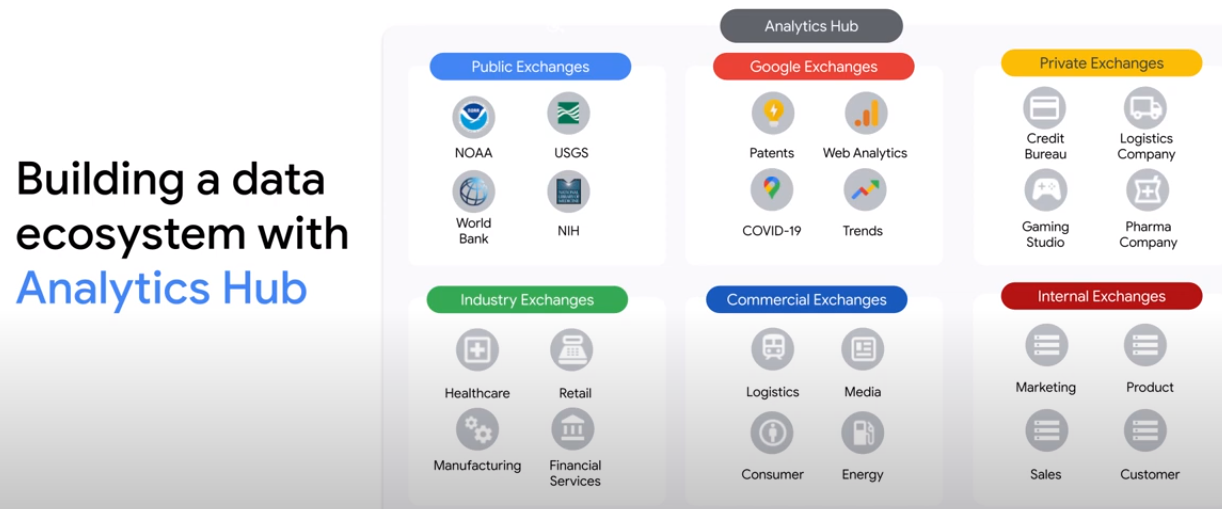 Building a data
ecosystem with
Analytics Hub
Analytics Hub
Public Exchanges
NOAA
USGS
World
Bank
NIH
Google Exchanges
Patents
Web Analytics
COVID-19
Trends
Private Exchanges
Credit
Bureau
Logistics
Company
Gaming
Studio
Pharma
Company
Industry Exchanges
Healthcare
Retail
Manufacturing
Financial
Services
Commercial Exchanges
Logistics
Media
Consumer
Energy
Internal Exchanges
Marketing
Product
Sales
Customer